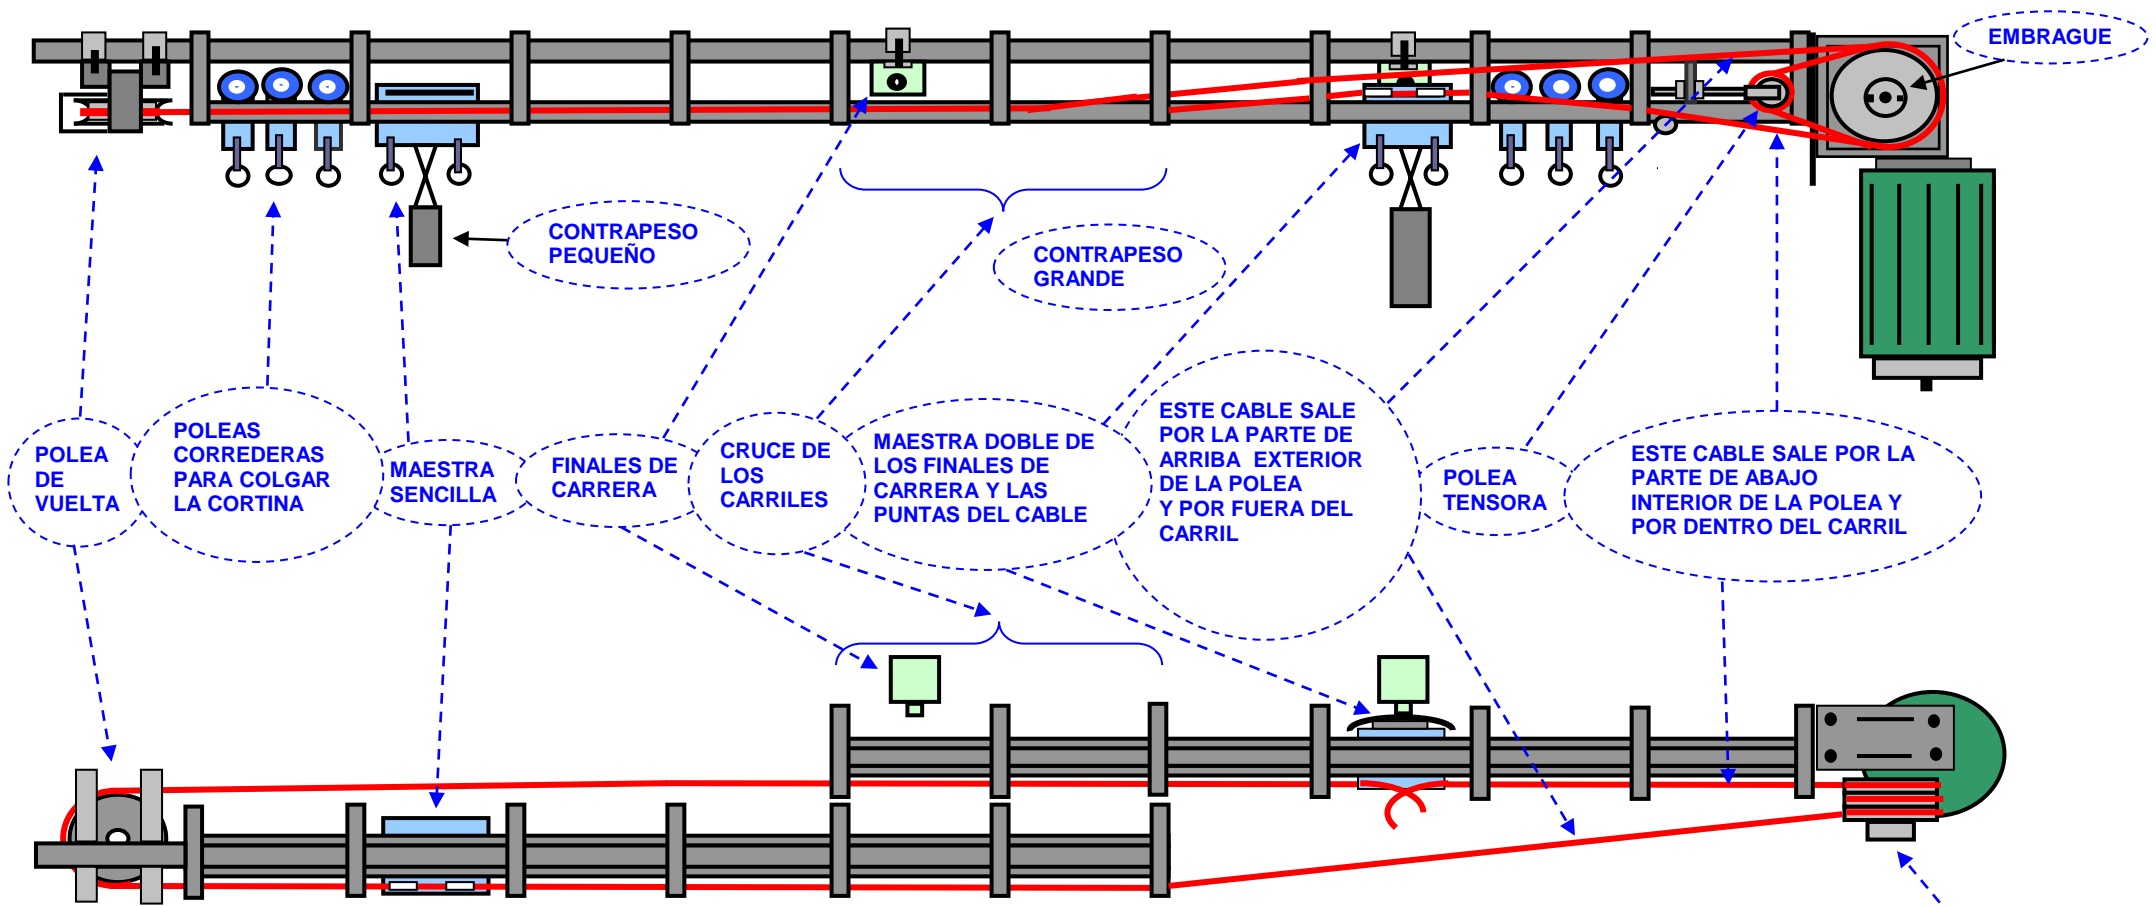 EMBRAGUE
CONTRAPESO
PEQUEÑO
CONTRAPESO
GRANDE
POLEA
DE
VUELTA
POLEAS
CORREDERAS
PARA COLGAR
LA CORTINA
MAESTRA
SENCILLA
FINALES DE
CARRERA
CRUCE DE
LOS
CARRILES
MAESTRA DOBLE DE
LOS FINALES DE
CARRERA Y LAS
PUNTAS DEL CABLE
ESTE CABLE SALE
POR LA PARTE DE
ARRIBA EXTERIOR
DE LA POLEA
Y POR FUERA DEL
CARRIL
POLEA
TENSORA
ESTE CABLE SALE POR LA
PARTE DE ABAJO
INTERIOR DE LA POLEA Y
POR DENTRO DEL CARRIL